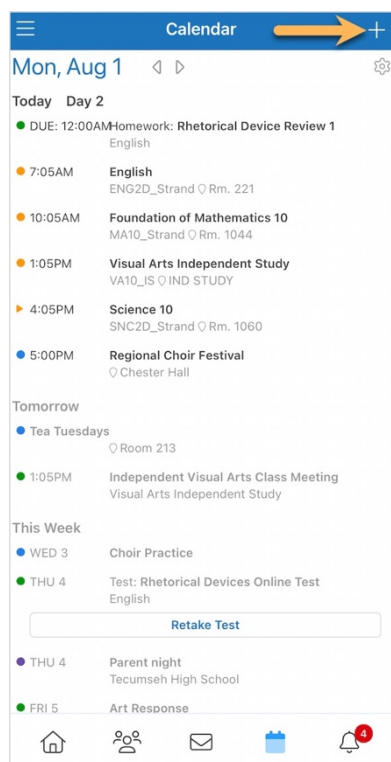 Calendar
Mon, Aug 1
Today Day 2
DUE: 12:00AM Homework: Rhetorical Device Review 1
English
7:05AM English
ENG2D_Strand Rm. 221
10:05AM Foundation of Mathematics 10
MA10_Strand Rm. 1044
1:05PM Visual Arts Independent Study
VA10_IS IND STUDY
4:05PM Science 10
SNC2D_Strand Rm. 1060
5:00PM Regional Choir Festival
Chester Hall
Tomorrow
Tea Tuesdays
Room 213
1:05PM Independent Visual Arts Class Meeting
Visual Arts Independent Study
This Week
WED 3 Choir Practice
THU 4 Test: Rhetorical Devices Online Test
English
Retake Test
THU 4 Parent night
Tecumseh High School
FRI 5 Art Response
4